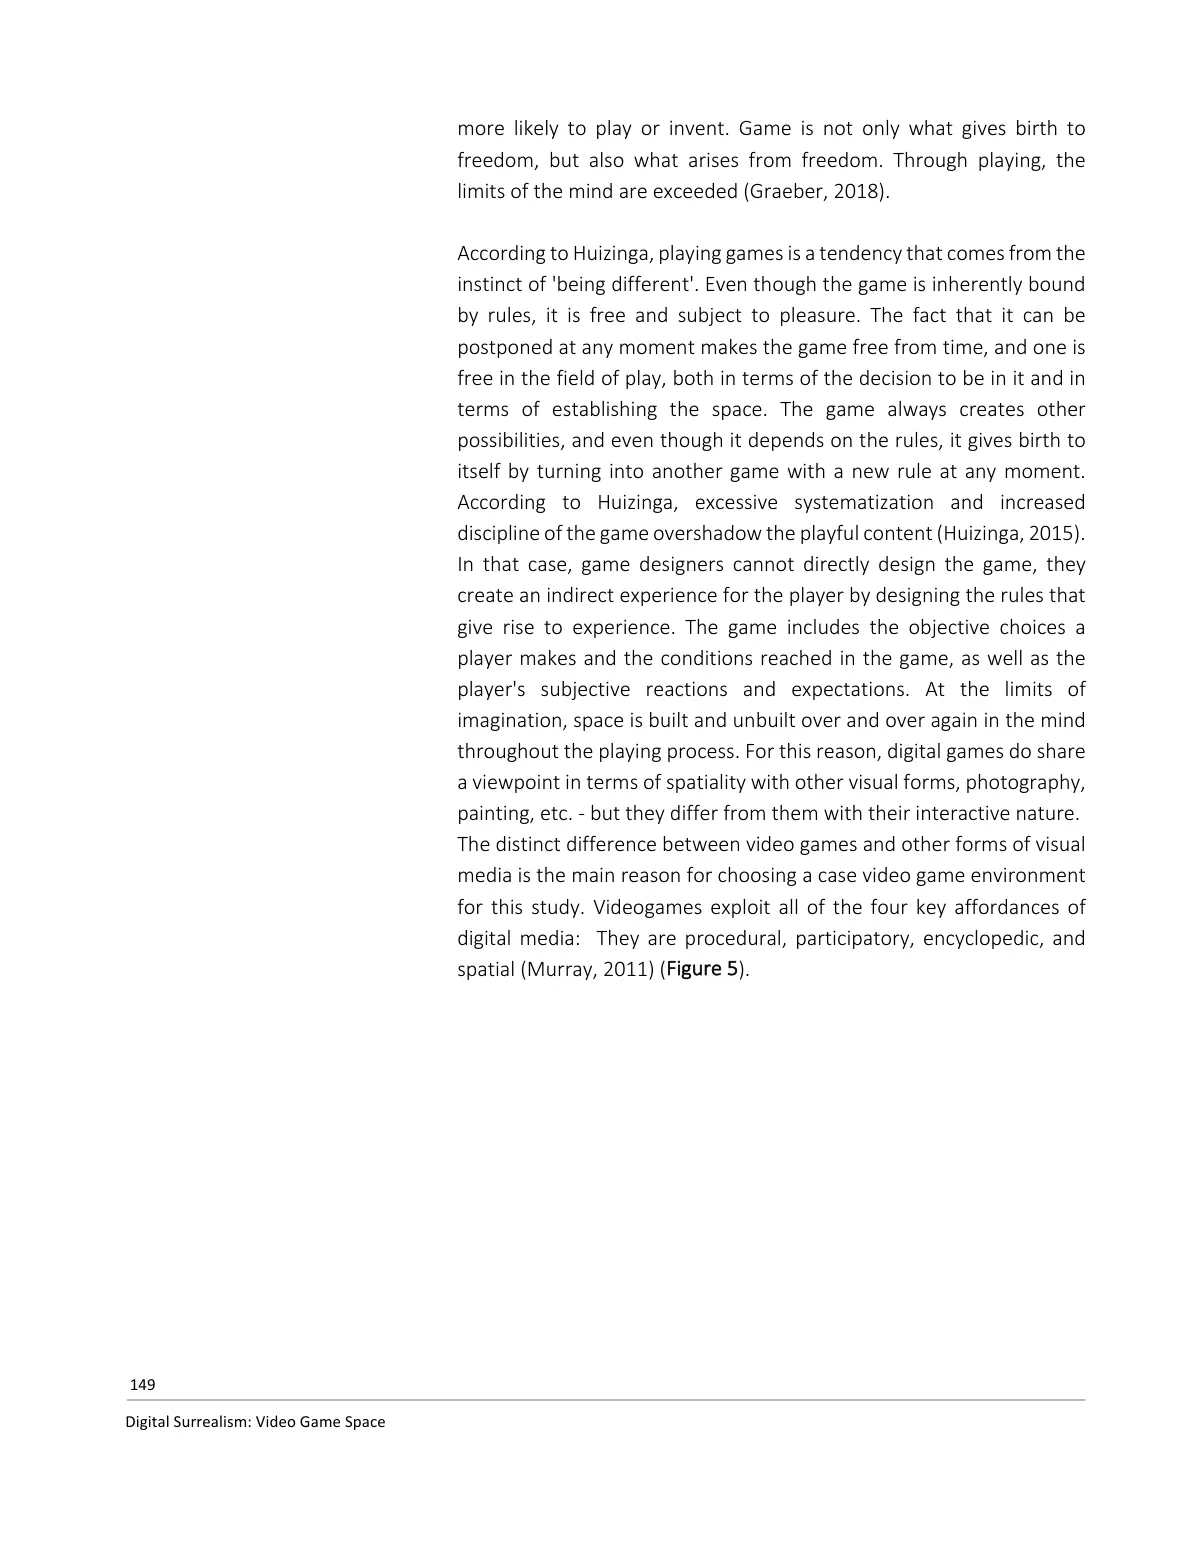 more likely to play or invent. Game is not only what gives birth to
freedom, but also what arises from freedom. Through playing, the
limits of the mind are exceeded (Graeber, 2018).
According to Huizinga, playing games is a tendency that comes from the
instinct of 'being different'. Even though the game is inherently bound
by rules, it is free and subject to pleasure. The fact that it can be
postponed at any moment makes the game free from time, and one is
free in the field of play, both in terms of the decision to be in it and in
terms of establishing the space. The game always creates other
possibilities, and even though it depends on the rules, it gives birth to
itself by turning into another game with a new rule at any moment.
According to Huizinga, excessive systematization and increased
discipline of the game overshadow the playful content (Huizinga, 2015).
In that case, game designers cannot directly design the game, they
create an indirect experience for the player by designing the rules that
give rise to experience. The game includes the objective choices a
player makes and the conditions reached in the game, as well as the
player's subjective reactions and expectations. At the limits of
imagination, space is built and unbuilt over and over again in the mind
throughout the playing process. For this reason, digital games do share
a viewpoint in terms of spatiality with other visual forms, photography,
painting, etc. - but they differ from them with their interactive nature.
The distinct difference between video games and other forms of visual
media is the main reason for choosing a case video game environment
for this study. Videogames exploit all of the four key affordances of
digital media:  They are procedural, participatory, encyclopedic, and
spatial (Murray, 2011) (Figure 5).
149
Digital Surrealism: Video Game Space